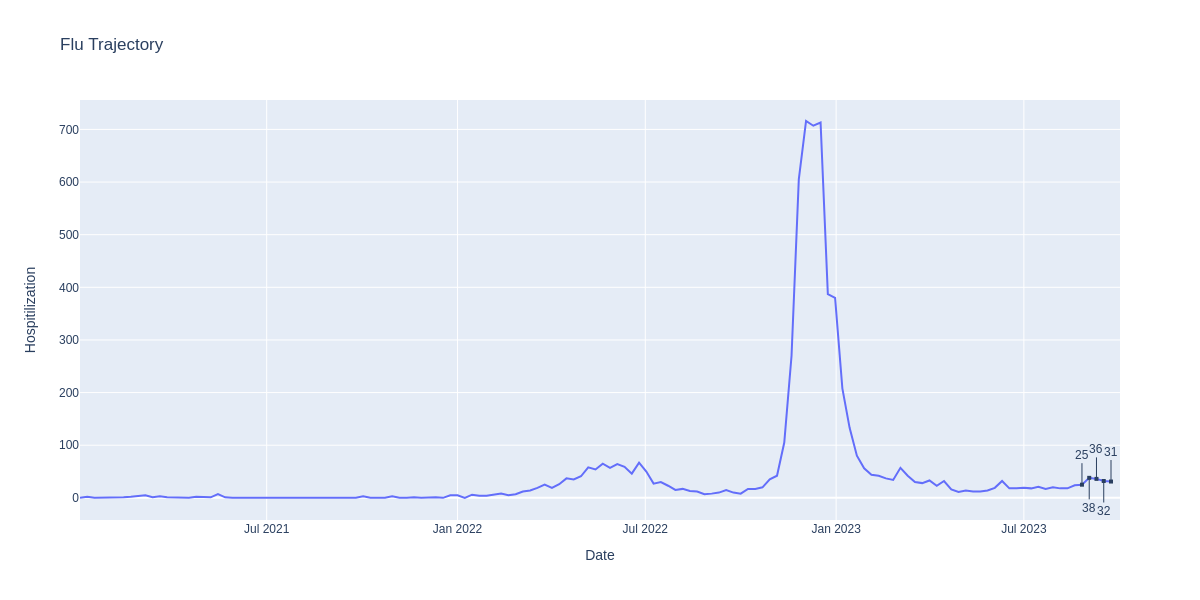 Flu Trajectory
Hospitilization
700
600
500
400
300
200
100
0
25
36
31
38
32
Jul 2021
Jan 2022
Jul 2022
Jan 2023
Jul 2023
Date